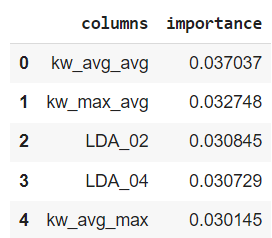 columns importance
0 kw_avg_avg 0.037037
1 kw_max_avg 0.032748
2 LDA_02 0.030845
3 LDA_04 0.030729
4 kw_avg_max 0.030145